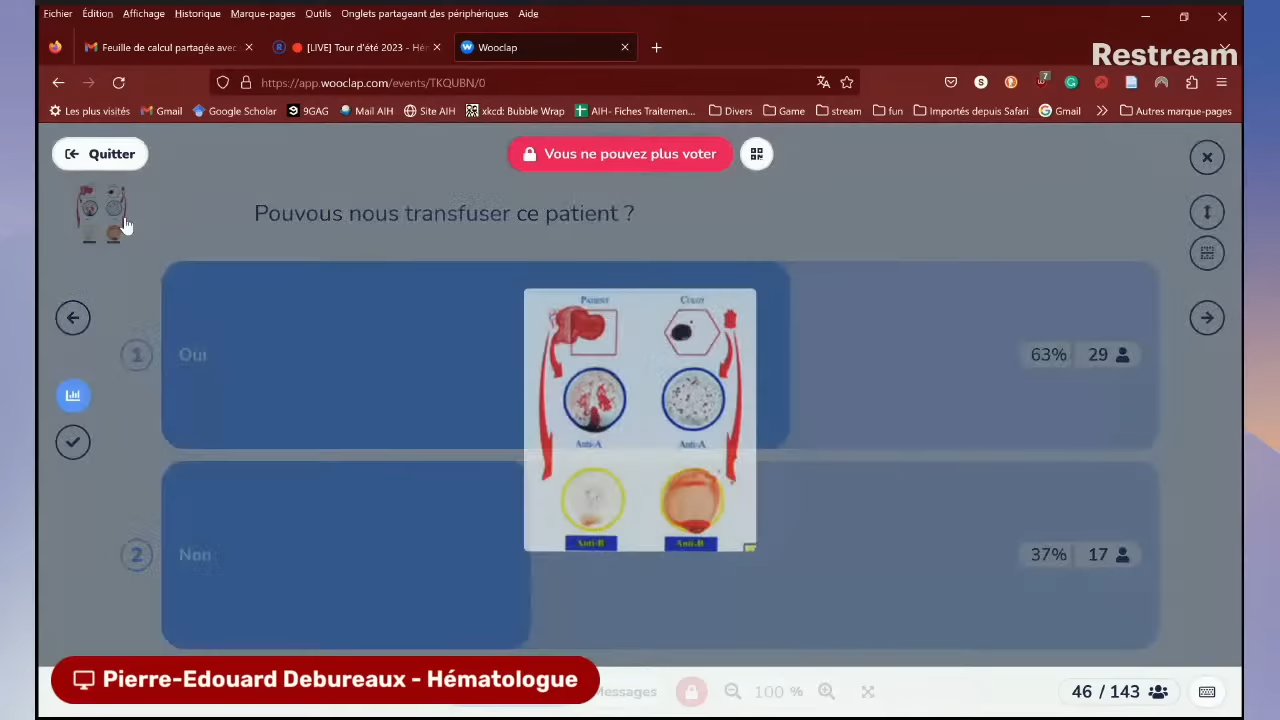 Fichier Édition Affichage Historique Marque-pages Outils Onglets partageant des périphériques Aide
Feuille de calcul partagée avec
[LIVE] Tour d'été 2023 - Hé
Wooclap
Restream
https://app.wooclap.com/events/TKQUBN/0
7
Les plus visités Gmail Google Scholar 9GAG Mail AIH Site AIH xkcd: Bubble Wrap AIH- Fiches Traitemen... Divers Game stream fun Importés depuis Safari Gmail Autres marque-pages
Quitter
Vous ne pouvez plus voter
Pouvous nous transfuser ce patient ?
Patient
Anti-A Anti-A
Anti-B Anti-B
1 Oui 63% 29
2 Non 37% 17
Pierre-Edouard Debureaux - Hématologue
Messages
100 %
46 / 143